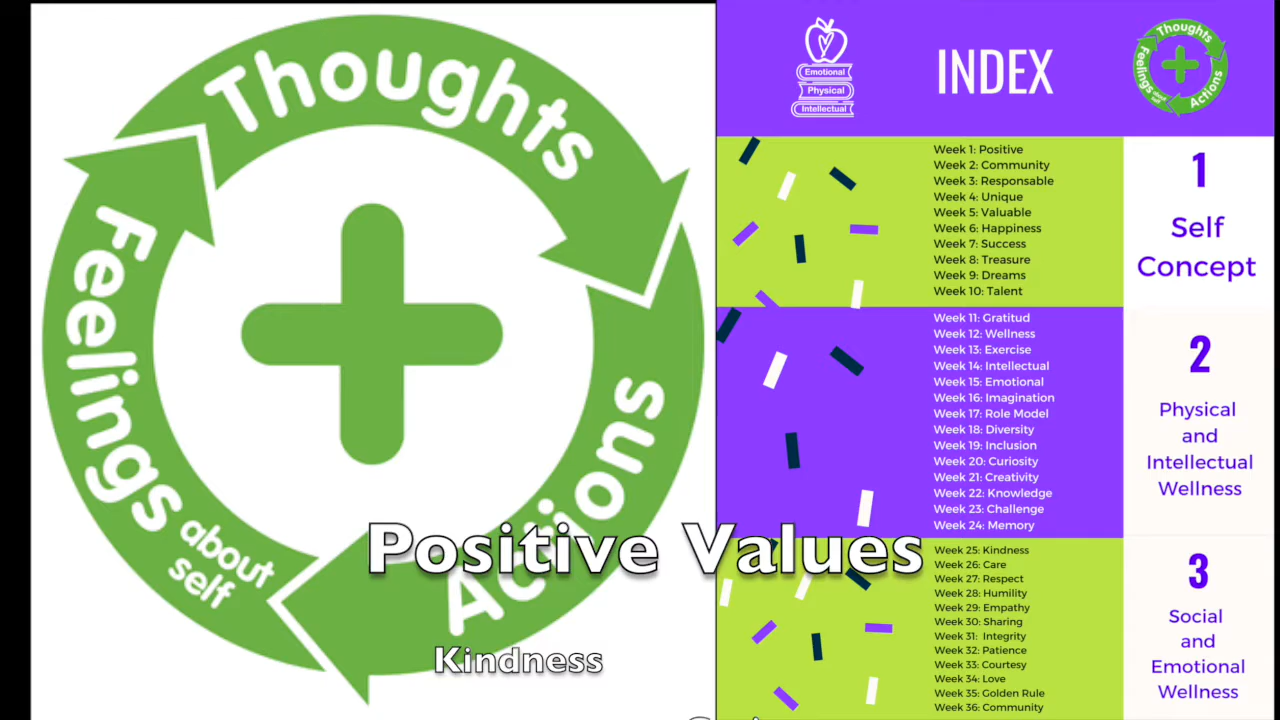 Thoughts
Actions
Feelings
about
self
Positive Values
Kindness
Emotional
Physical
Intellectual
INDEX
Thoughts
Actions
Feelings
about
self
Week 1: Positive
Week 2: Community
Week 3: Responsable
Week 4: Unique
Week 5: Valuable
Week 6: Happiness
Week 7: Success
Week 8: Treasure
Week 9: Dreams
Week 10: Talent
1
Self
Concept
Week 11: Gratitud
Week 12: Wellness
Week 13: Exercise
Week 14: Intellectual
Week 15: Emotional
Week 16: Imagination
Week 17: Role Model
Week 18: Diversity
Week 19: Inclusion
Week 20: Curiosity
Week 21: Creativity
Week 22: Knowledge
Week 23: Challenge
Week 24: Memory
2
Physical
and
Intellectual
Wellness
Week 25: Kindness
Week 26: Care
Week 27: Respect
Week 28: Humility
Week 29: Empathy
Week 30: Sharing
Week 31: Integrity
Week 32: Patience
Week 33: Courtesy
Week 34: Love
Week 35: Golden Rule
Week 36: Community
3
Social
and
Emotional
Wellness